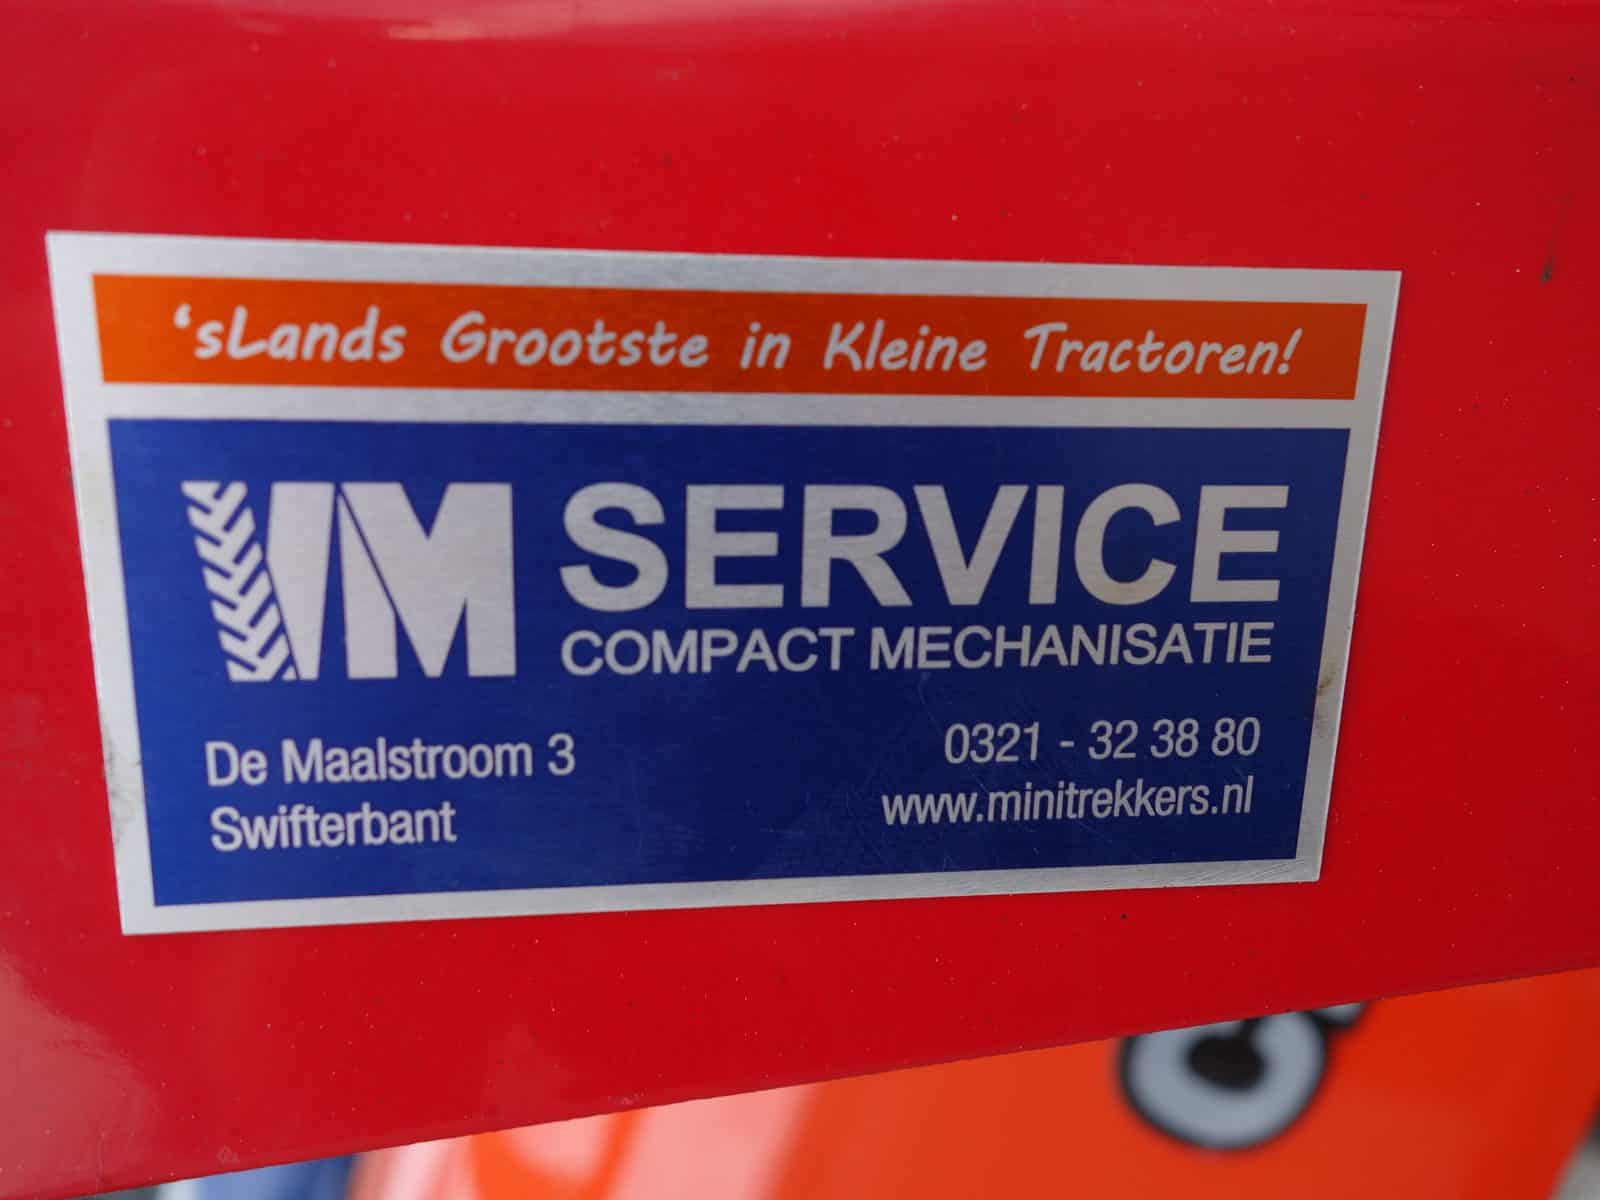 ‘sLands Grootste in Kleine Tractoren!
VM SERVICE
COMPACT MECHANISATIE
De Maalstroom 3
Swifterbant
0321 - 32 38 80
www.minitrekkers.nl